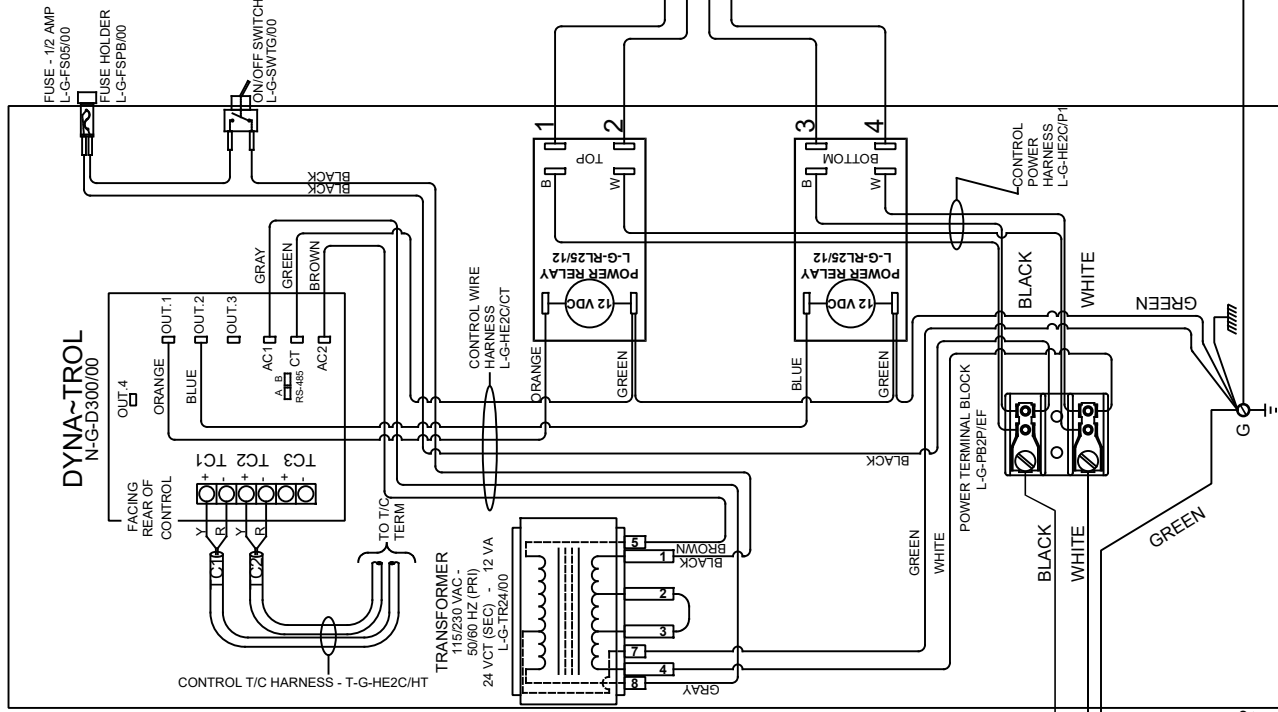 FUSE - 1/2 AMP
L-G-FS05/00
FUSE HOLDER
L-G-FSPB/00
ON/OFF SWITCH
L-G-SWTG/00
BLACK
BLACK
DYNA~TROL
N-G-D300/00
OUT.4
OUT.1
OUT.2
OUT.3
ORANGE
BLUE
AC1
CT
AC2
A B
RS-485
GRAY
GREEN
BROWN
TC1
TC2
TC3
+ - + - + -
FACING
REAR OF
CONTROL
Y
R
Y
R
TC1
TC2
TO T/C
TERM
CONTROL T/C HARNESS - T-G-HE2C/HT
CONTROL WIRE
HARNESS
L-G-HE2C/CT
1
2
TOP
B
W
POWER RELAY
L-G-RL25/12
12 VDC
ORANGE
GREEN
3
4
BOTTOM
B
W
POWER RELAY
L-G-RL25/12
12 VDC
BLUE
GREEN
CONTROL
POWER
HARNESS
L-G-HE2C/P1
BLACK
WHITE
GREEN
BLACK
POWER TERMINAL BLOCK
L-G-PB2P/EF
G
TRANSFORMER
115/230 VAC -
50/60 HZ (PRI)
24 VCT (SEC) - 12 VA
L-G-TR24/00
5
BROWN
1
BLACK
2
3
7
4
8
GRAY
GREEN
WHITE
BLACK
WHITE
GREEN